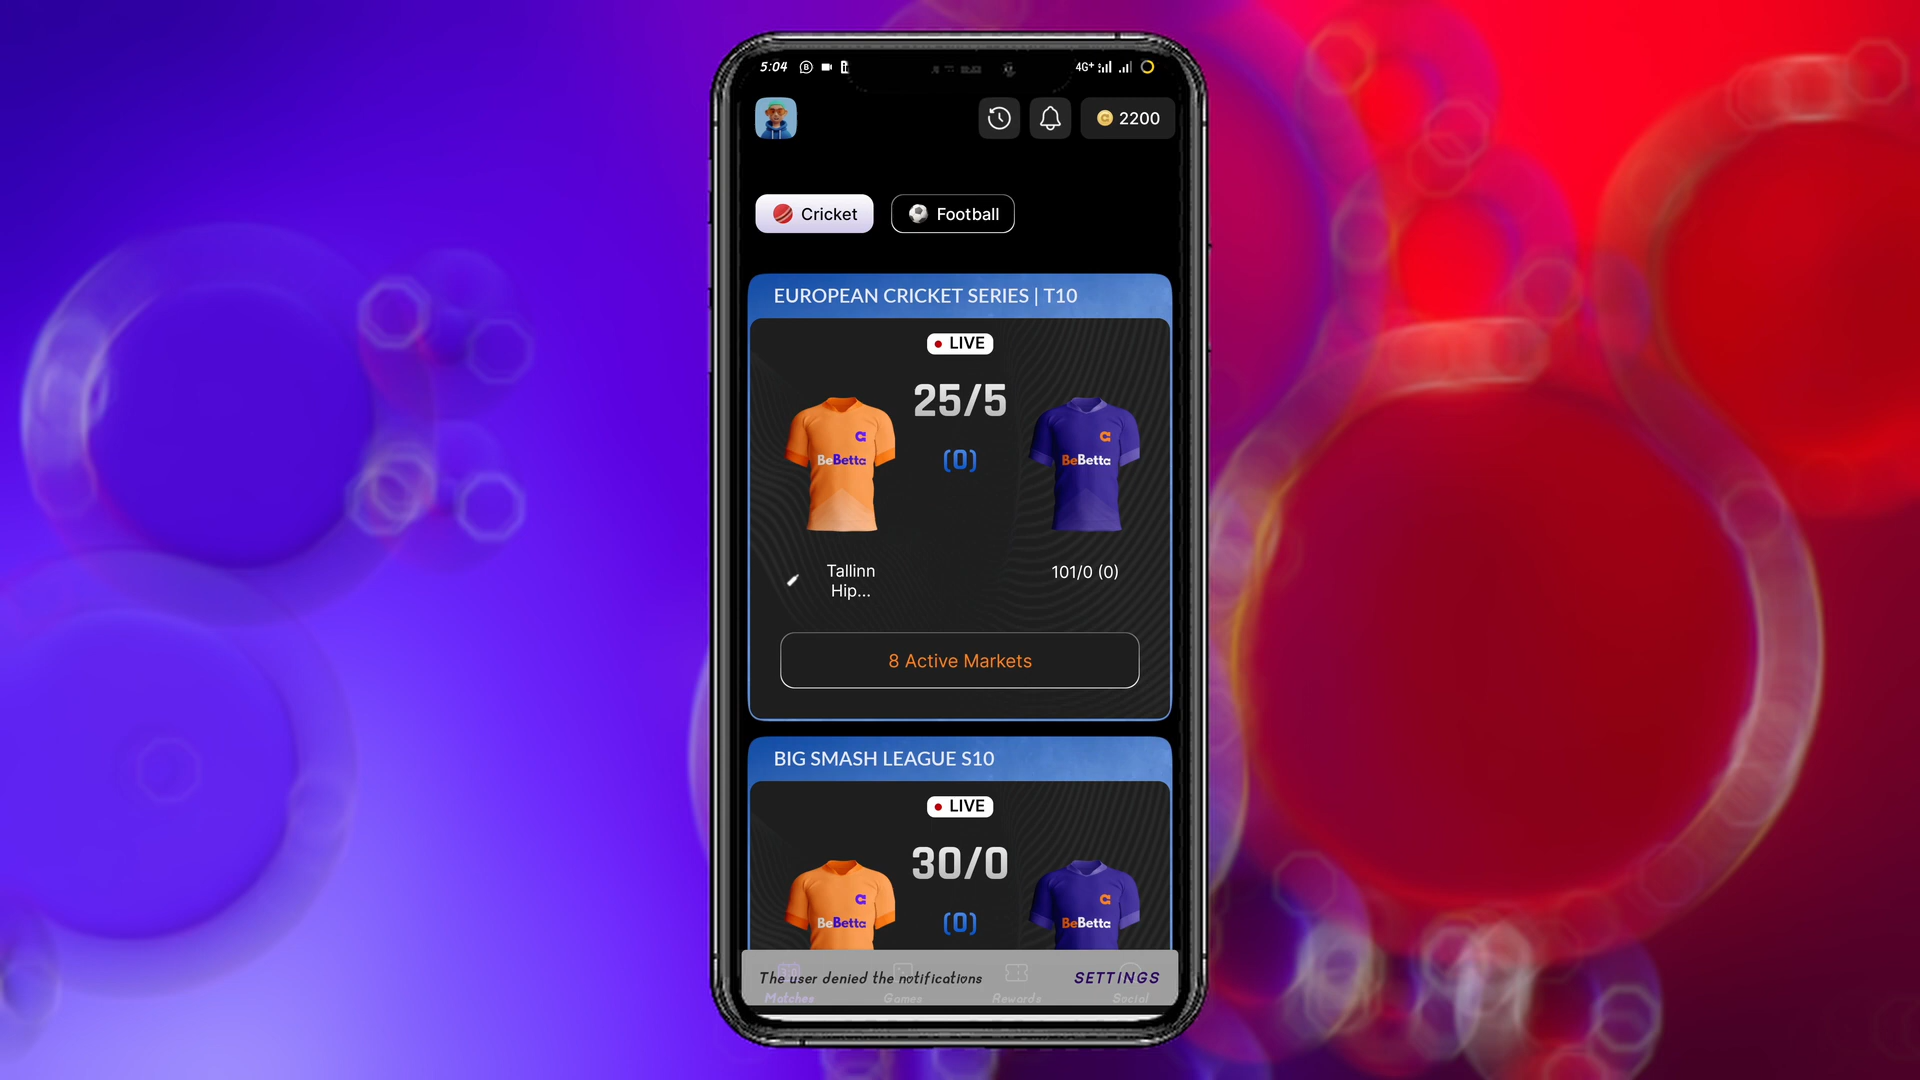 5:04
4G+
2200
Cricket
Football
EUROPEAN CRICKET SERIES | T10
LIVE
25/5
(0)
BeBetta
BeBetta
Tallinn
Hip...
101/0 (0)
8 Active Markets
BIG SMASH LEAGUE S10
LIVE
30/0
(0)
BeBetta
BeBetta
The user denied the notifications
SETTINGS
Matches
Games
Rewards
Social